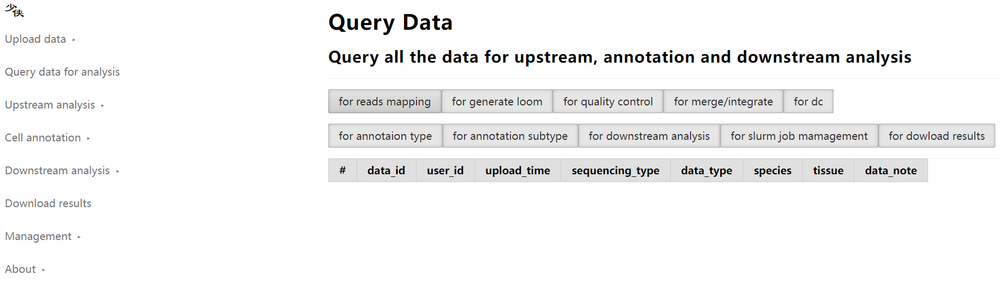 少侠
Upload data ▸
Query data for analysis
Upstream analysis ▸
Cell annotation ▸
Downstream analysis ▸
Download results
Management ▸
About ▸
Query Data
Query all the data for upstream, annotation and downstream analysis
for reads mapping for generate loom for quality control for merge/integrate for dc
for annotaion type for annotation subtype for downstream analysis for slurm job mamagement for dowload results
# data_id user_id upload_time sequencing_type data_type species tissue data_note